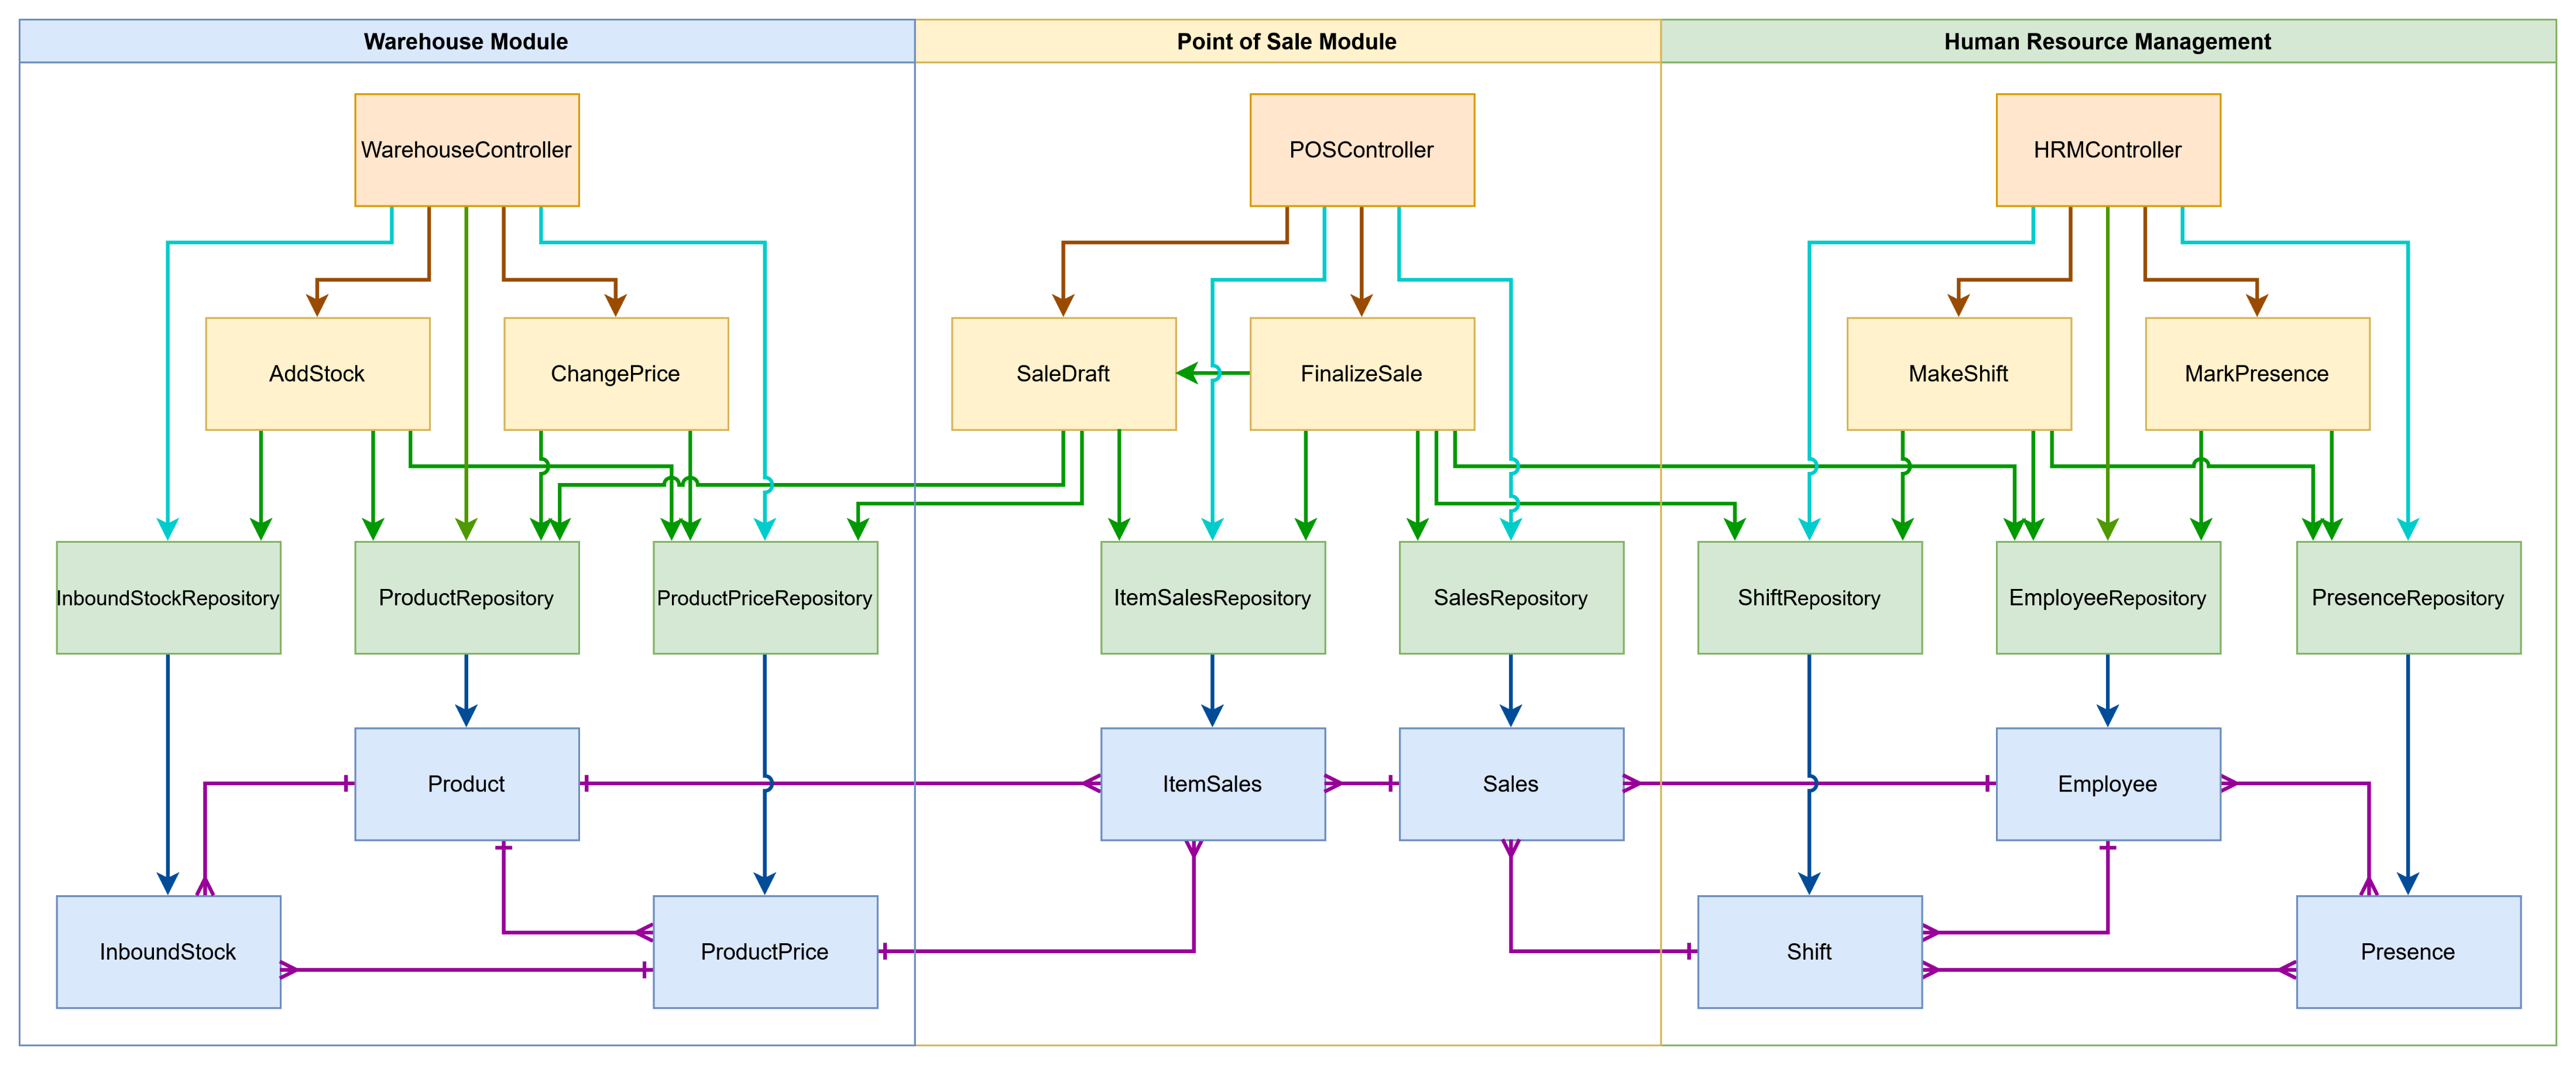 Warehouse Module
Point of Sale Module
Human Resource Management
WarehouseController
POSController
HRMController
AddStock
ChangePrice
SaleDraft
FinalizeSale
MakeShift
MarkPresence
InboundStockRepository
ProductRepository
ProductPriceRepository
ItemSalesRepository
SalesRepository
ShiftRepository
EmployeeRepository
PresenceRepository
Product
ItemSales
Sales
Employee
InboundStock
ProductPrice
Shift
Presence